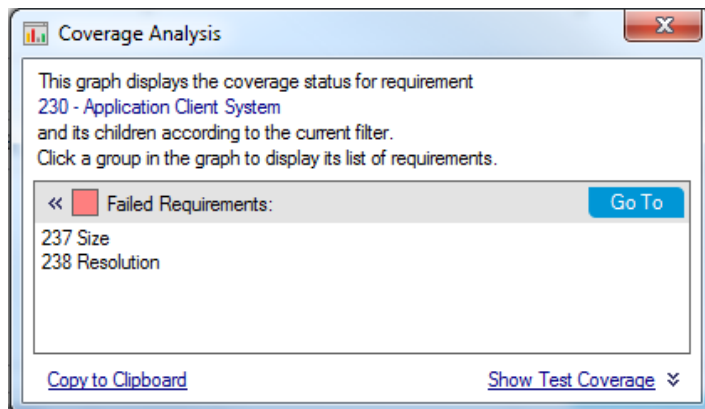 Coverage Analysis
This graph displays the coverage status for requirement
230 - Application Client System
and its children according to the current filter.
Click a group in the graph to display its list of requirements.
« Failed Requirements: Go To
237 Size
238 Resolution
Copy to Clipboard Show Test Coverage